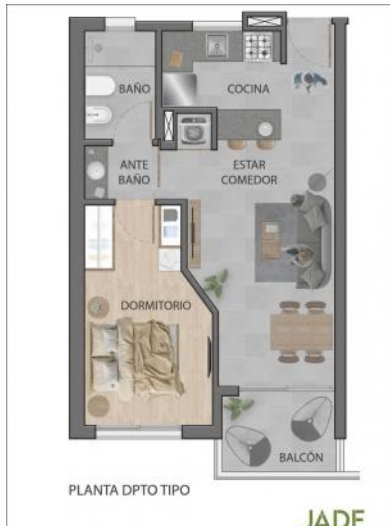 BAÑO
COCINA
ANTE
BAÑO
ESTAR
COMEDOR
DORMITORIO
BALCÓN
PLANTA DPTO TIPO
JADE